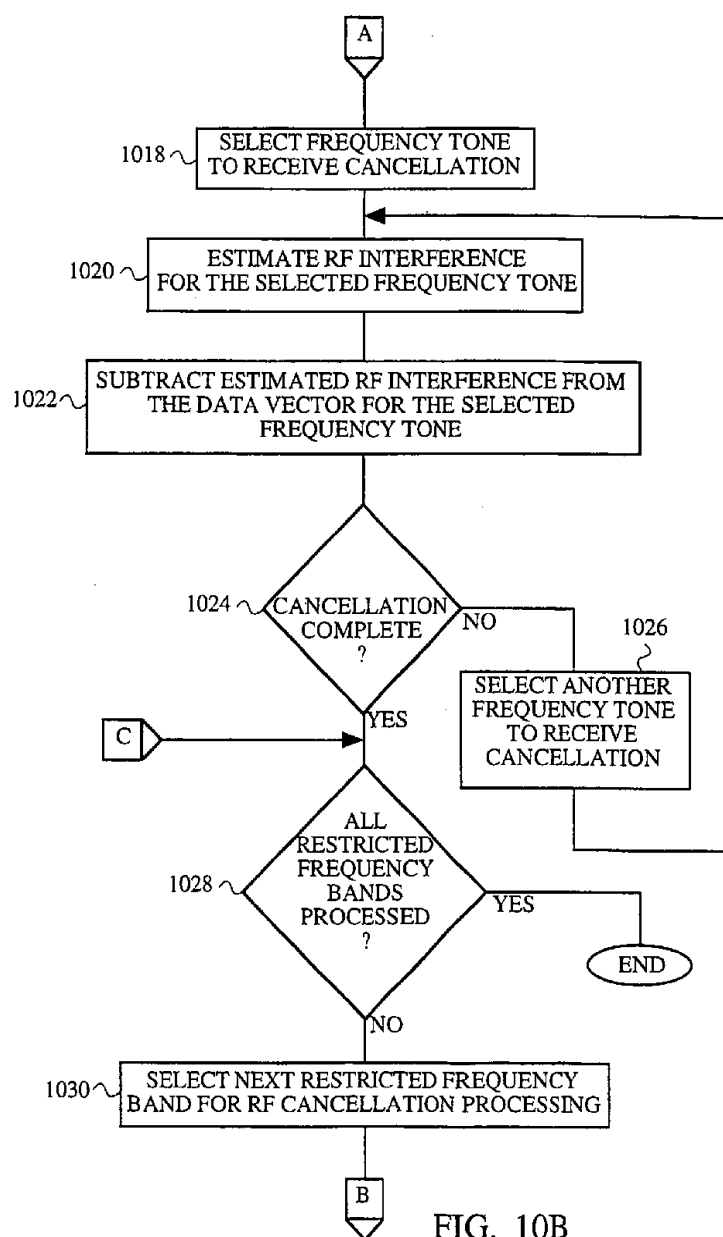 A
1018
SELECT FREQUENCY TONE
TO RECEIVE CANCELLATION
1020
ESTIMATE RF INTERFERENCE
FOR THE SELECTED FREQUENCY TONE
1022
SUBTRACT ESTIMATED RF INTERFERENCE FROM
THE DATA VECTOR FOR THE SELECTED
FREQUENCY TONE
1024
CANCELLATION
COMPLETE
?
NO
YES
1026
SELECT ANOTHER
FREQUENCY TONE
TO RECEIVE
CANCELLATION
C
1028
ALL
RESTRICTED
FREQUENCY
BANDS
PROCESSED
?
YES
END
NO
1030
SELECT NEXT RESTRICTED FREQUENCY
BAND FOR RF CANCELLATION PROCESSING
B
FIG. 10B